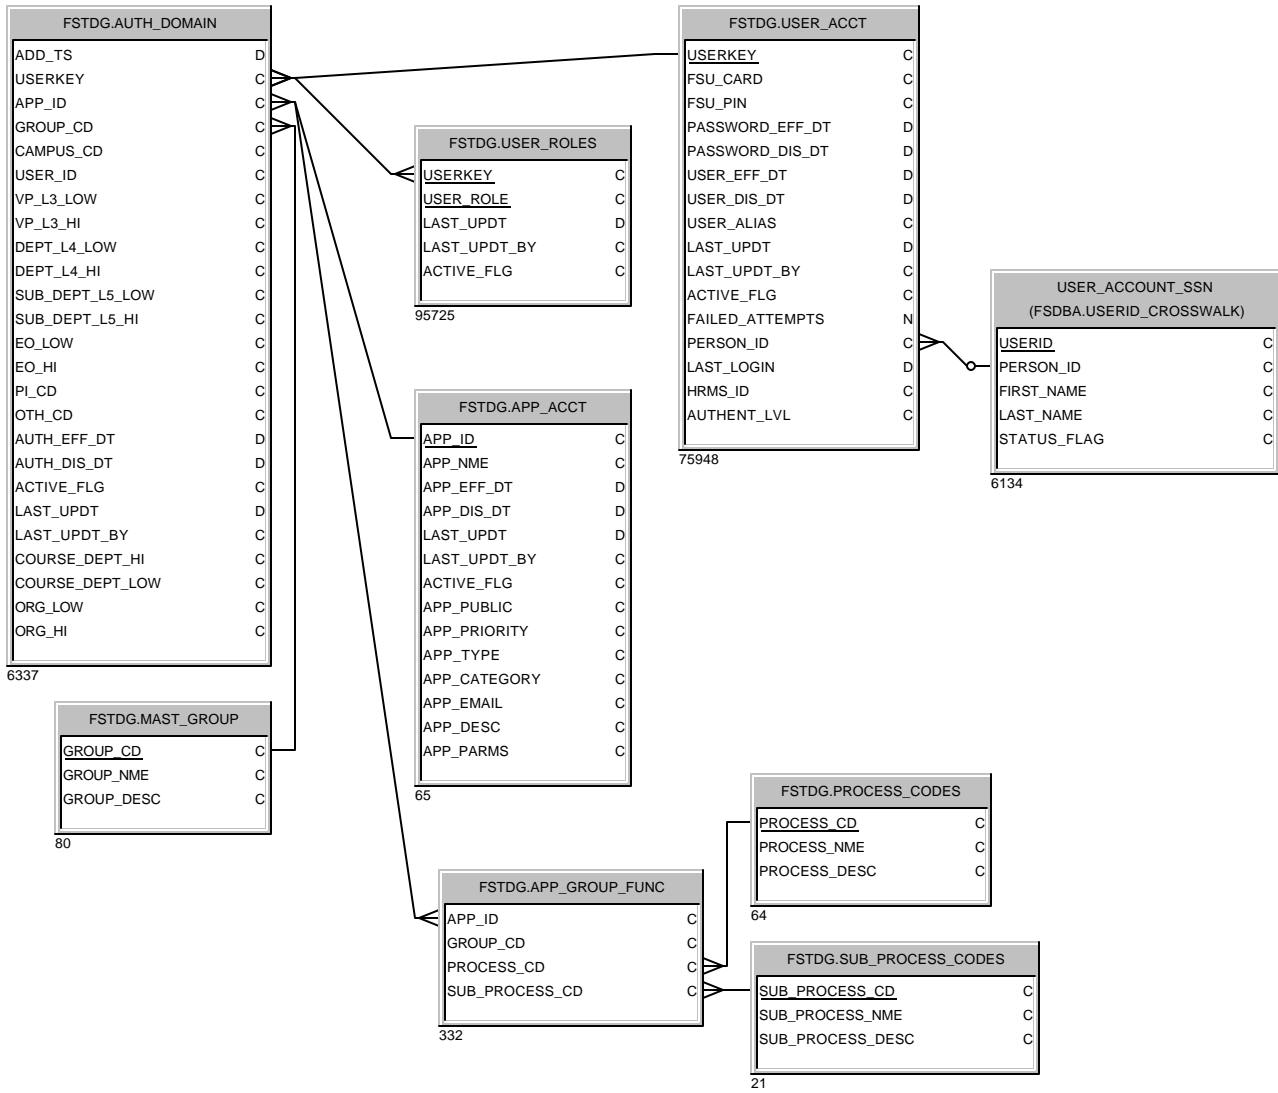 FSTDG.AUTH_DOMAIN
ADD_TS D
USERKEY C
APP_ID C
GROUP_CD C
CAMPUS_CD C
USER_ID C
VP_L3_LOW C
VP_L3_HI C
DEPT_L4_LOW C
DEPT_L4_HI C
SUB_DEPT_L5_LOW C
SUB_DEPT_L5_HI C
EO_LOW C
EO_HI C
PI_CD C
OTH_CD C
AUTH_EFF_DT D
AUTH_DIS_DT D
ACTIVE_FLG C
LAST_UPDT D
LAST_UPDT_BY C
COURSE_DEPT_HI C
COURSE_DEPT_LOW C
ORG_LOW C
ORG_HI C
6337
FSTDG.MAST_GROUP
GROUP_CD C
GROUP_NME C
GROUP_DESC C
80
FSTDG.USER_ROLES
USERKEY C
USER_ROLE C
LAST_UPDT D
LAST_UPDT_BY C
ACTIVE_FLG C
95725
FSTDG.APP_ACCT
APP_ID C
APP_NME C
APP_EFF_DT D
APP_DIS_DT D
LAST_UPDT D
LAST_UPDT_BY C
ACTIVE_FLG C
APP_PUBLIC C
APP_PRIORITY C
APP_TYPE C
APP_CATEGORY C
APP_EMAIL C
APP_DESC C
APP_PARMS C
65
FSTDG.APP_GROUP_FUNC
APP_ID C
GROUP_CD C
PROCESS_CD C
SUB_PROCESS_CD C
332
FSTDG.USER_ACCT
USERKEY C
FSU_CARD C
FSU_PIN C
PASSWORD_EFF_DT D
PASSWORD_DIS_DT D
USER_EFF_DT D
USER_DIS_DT D
USER_ALIAS C
LAST_UPDT D
LAST_UPDT_BY C
ACTIVE_FLG C
FAILED_ATTEMPTS N
PERSON_ID C
LAST_LOGIN D
HRMS_ID C
AUTHENT_LVL C
75948
USER_ACCOUNT_SSN
(FSDBA.USERID_CROSSWALK)
USERID C
PERSON_ID C
FIRST_NAME C
LAST_NAME C
STATUS_FLAG C
6134
FSTDG.PROCESS_CODES
PROCESS_CD C
PROCESS_NME C
PROCESS_DESC C
64
FSTDG.SUB_PROCESS_CODES
SUB_PROCESS_CD C
SUB_PROCESS_NME C
SUB_PROCESS_DESC C
21